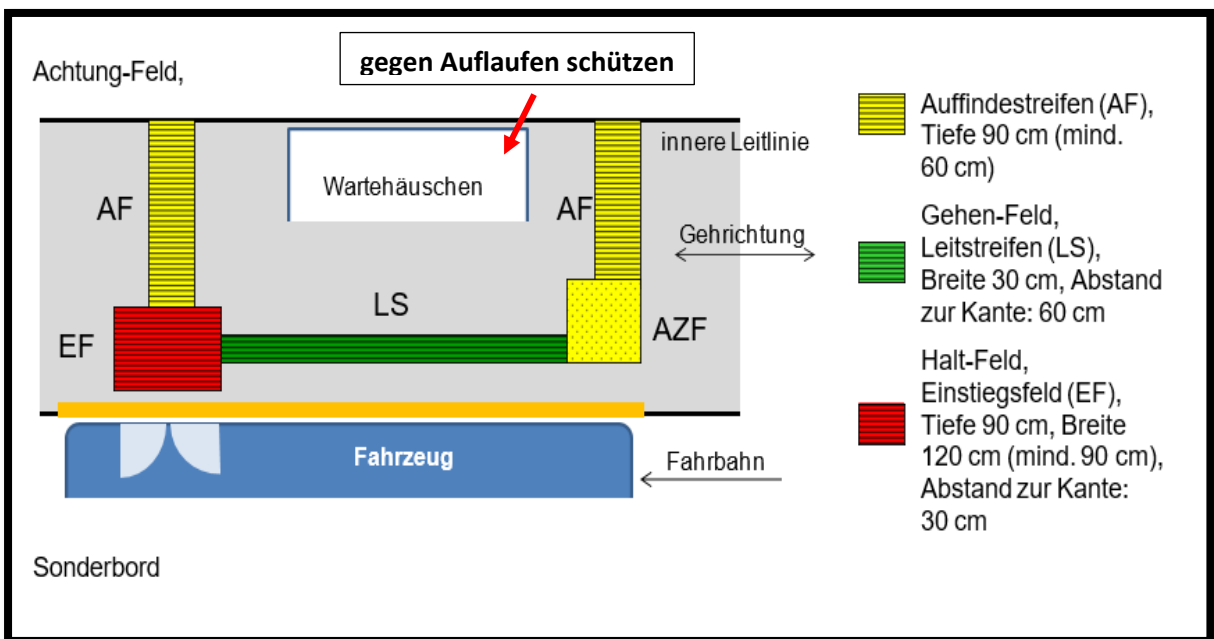 gegen Auflaufen schützen
Achtung-Feld,
innere Leitlinie
Wartehäuschen
AF
AF
Gehrichtung
LS
EF
AZF
Fahrzeug
Fahrbahn
Sonderbord
Auffindestreifen (AF),
Tiefe 90 cm (mind.
60 cm)
Gehen-Feld,
Leitstreifen (LS),
Breite 30 cm, Abstand
zur Kante: 60 cm
Halt-Feld,
Einstiegsfeld (EF),
Tiefe 90 cm, Breite
120 cm (mind. 90 cm),
Abstand zur Kante:
30 cm